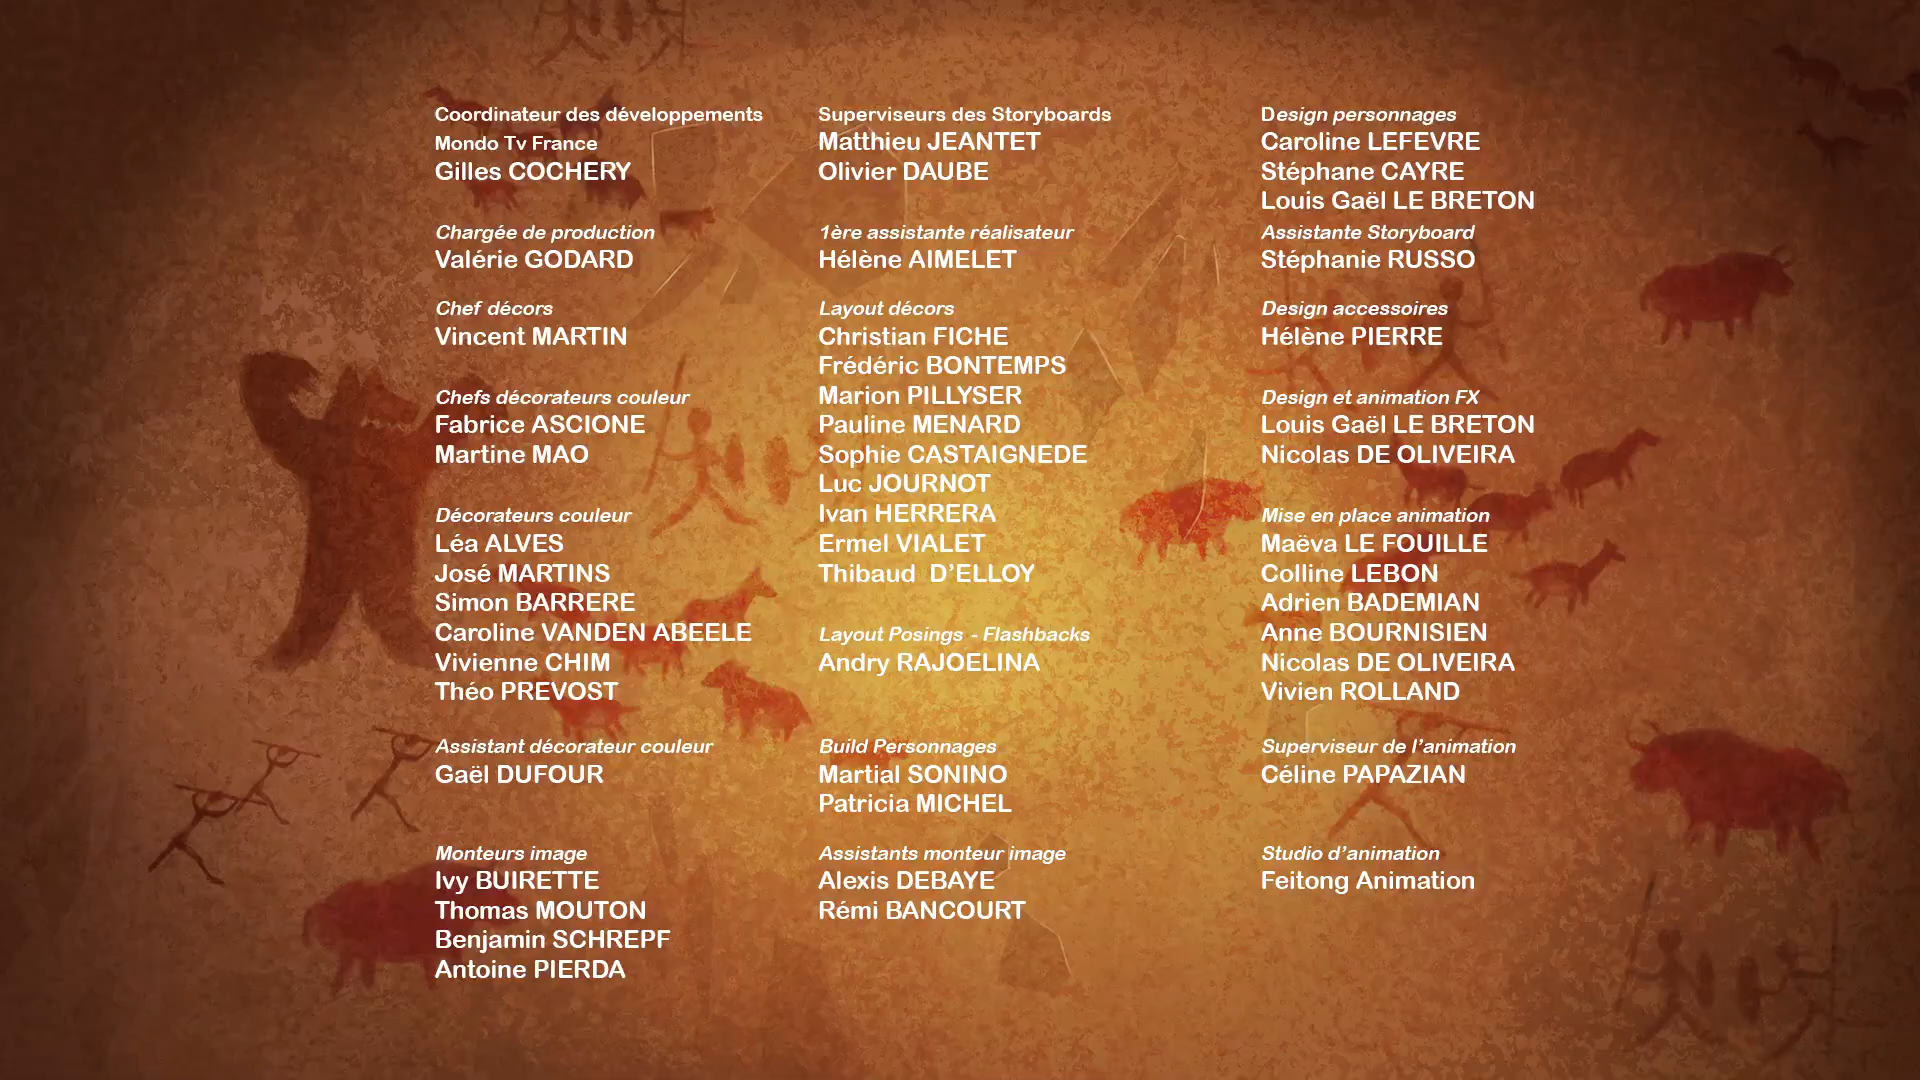 Coordinateur des développements
Mondo Tv France
Gilles COCHERY
Chargée de production
Valérie GODARD
Chef décors
Vincent MARTIN
Chefs décorateurs couleur
Fabrice ASCIONE
Martine MAO
Décorateurs couleur
Léa ALVES
José MARTINS
Simon BARRERE
Caroline VANDEN ABEELE
Vivienne CHIM
Théo PREVOST
Assistant décorateur couleur
Gaël DUFOUR
Monteurs image
Ivy BUIRETTE
Thomas MOUTON
Benjamin SCHREPF
Antoine PIERDA
Superviseurs des Storyboards
Matthieu JEANTET
Olivier DAUBE
1ère assistante réalisateur
Hélène AIMELET
Layout décors
Christian FICHE
Frédéric BONTEMPS
Marion PILLYSER
Pauline MENARD
Sophie CASTAIGNEDE
Luc JOURNOT
Ivan HERRERA
Ermel VIALET
Thibaud D’ELLOY
Layout Posings - Flashbacks
Andry RAJOELINA
Build Personnages
Martial SONINO
Patricia MICHEL
Assistants monteur image
Alexis DEBAYE
Rémi BANCOURT
Design personnages
Caroline LEFEVRE
Stéphane CAYRE
Louis Gaël LE BRETON
Assistante Storyboard
Stéphanie RUSSO
Design accessoires
Hélène PIERRE
Design et animation FX
Louis Gaël LE BRETON
Nicolas DE OLIVEIRA
Mise en place animation
Maëva LE FOUILLE
Colline LEBON
Adrien BADEMIAN
Anne BOURNISIEN
Nicolas DE OLIVEIRA
Vivien ROLLAND
Superviseur de l’animation
Céline PAPAZIAN
Studio d’animation
Feitong Animation